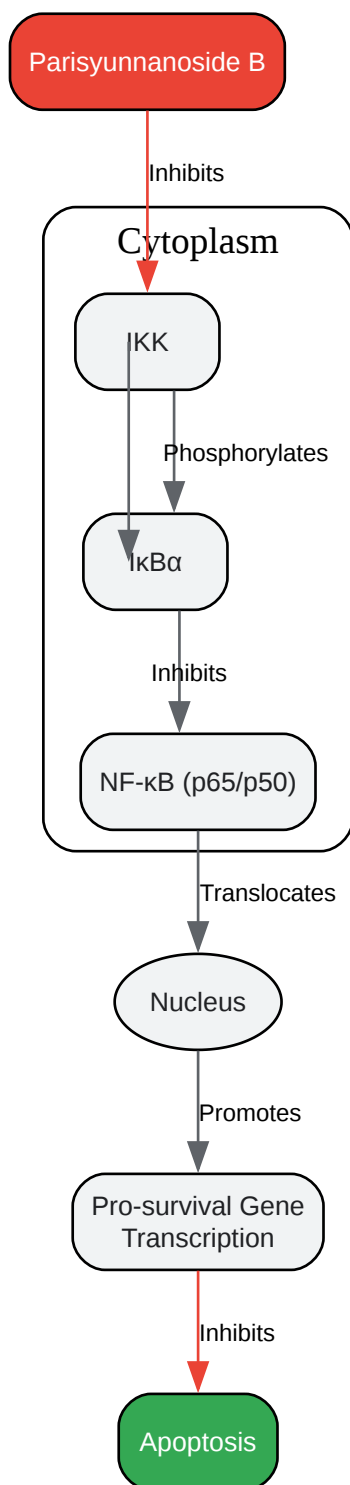 Parisyunnanoside B
Inhibits
Cytoplasm
IKK
Phosphorylates
IκBα
Inhibits
NF-κB (p65/p50)
Translocates
Nucleus
Promotes
Pro-survival Gene
Transcription
Inhibits
Apoptosis